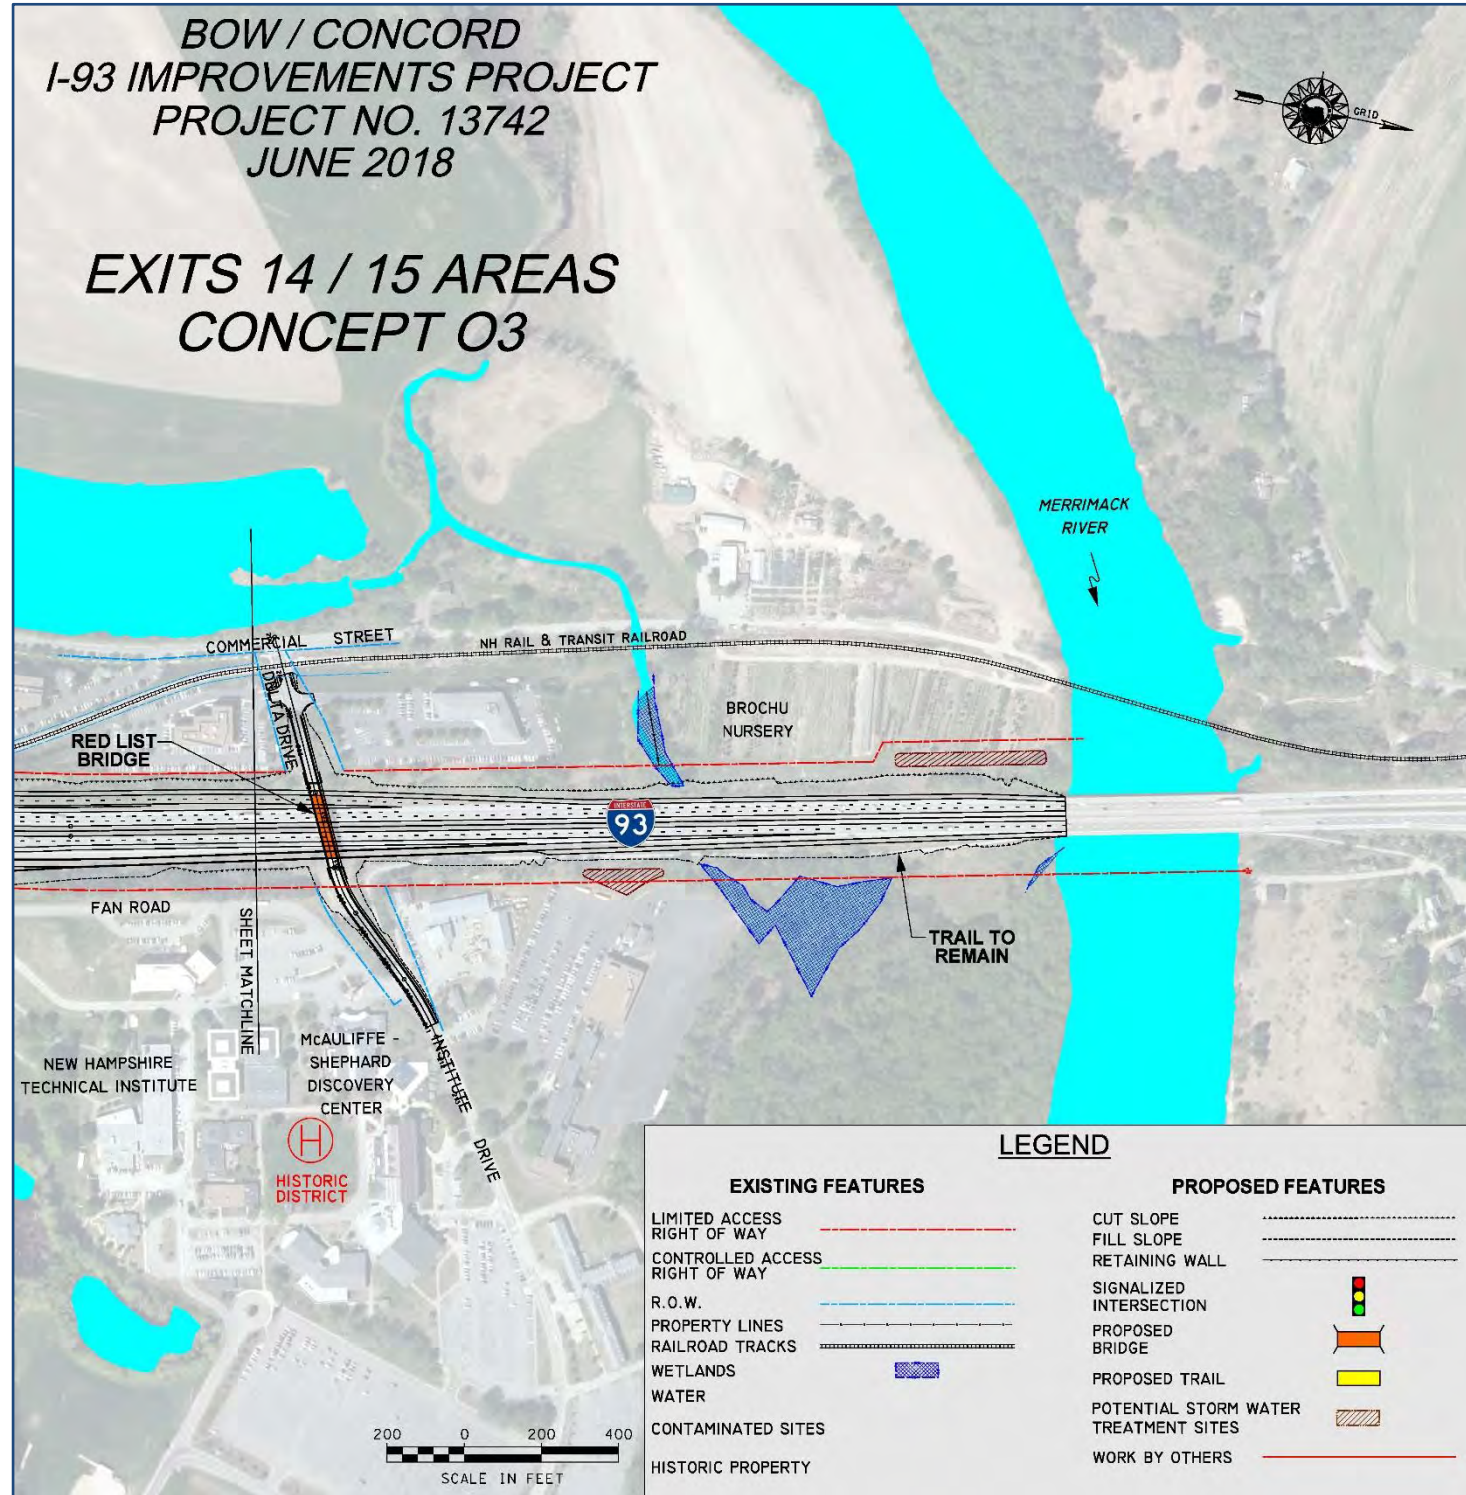 BOW / CONCORD
I-93 IMPROVEMENTS PROJECT
PROJECT NO. 13742
JUNE 2018
EXITS 14 / 15 AREAS
CONCEPT O3
GRID
MERRIMACK
RIVER
COMMERCIAL STREET
NH RAIL & TRANSIT RAILROAD
DELTA DRIVE
RED LIST
BRIDGE
BROCHU
NURSERY
INTERSTATE
93
FAN ROAD
SHEET MATCHLINE
TRAIL TO
REMAIN
NEW HAMPSHIRE
TECHNICAL INSTITUTE
McAULIFFE -
SHEPHARD
DISCOVERY
CENTER
INSTITUTE DRIVE
H
HISTORIC
DISTRICT
200 0 200 400
SCALE IN FEET
LEGEND
EXISTING FEATURES
LIMITED ACCESS
RIGHT OF WAY
CONTROLLED ACCESS
RIGHT OF WAY
R.O.W.
PROPERTY LINES
RAILROAD TRACKS
WETLANDS
WATER
CONTAMINATED SITES
HISTORIC PROPERTY
PROPOSED FEATURES
CUT SLOPE
FILL SLOPE
RETAINING WALL
SIGNALIZED
INTERSECTION
PROPOSED
BRIDGE
PROPOSED TRAIL
POTENTIAL STORM WATER
TREATMENT SITES
WORK BY OTHERS